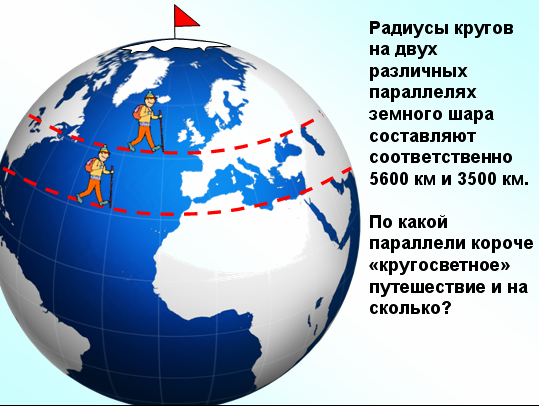 Радиусы кругов
на двух
различных
параллелях
земного шара
составляют
соответственно
5600 км и 3500 км.
По какой
параллели короче
«кругосветное»
путешествие и на
сколько?